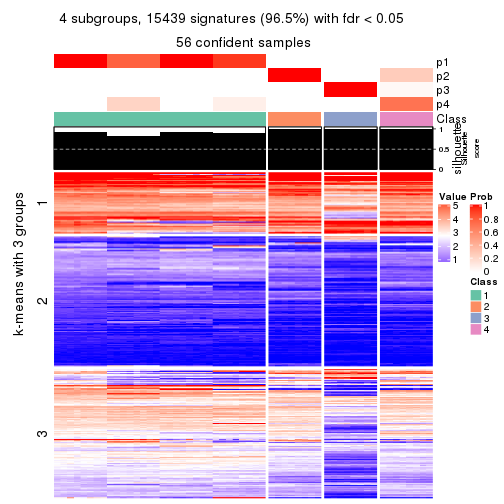 4 subgroups, 15439 signatures (96.5%) with fdr < 0.05
56 confident samples
p1
p2
p3
p4
Class
1
0.5
0
silhouette
Silhouette
score
k-means with 3 groups
1
2
3
Value
5
4
3
2
1
Prob
1
0.8
0.6
0.4
0.2
0
Class
1
2
3
4